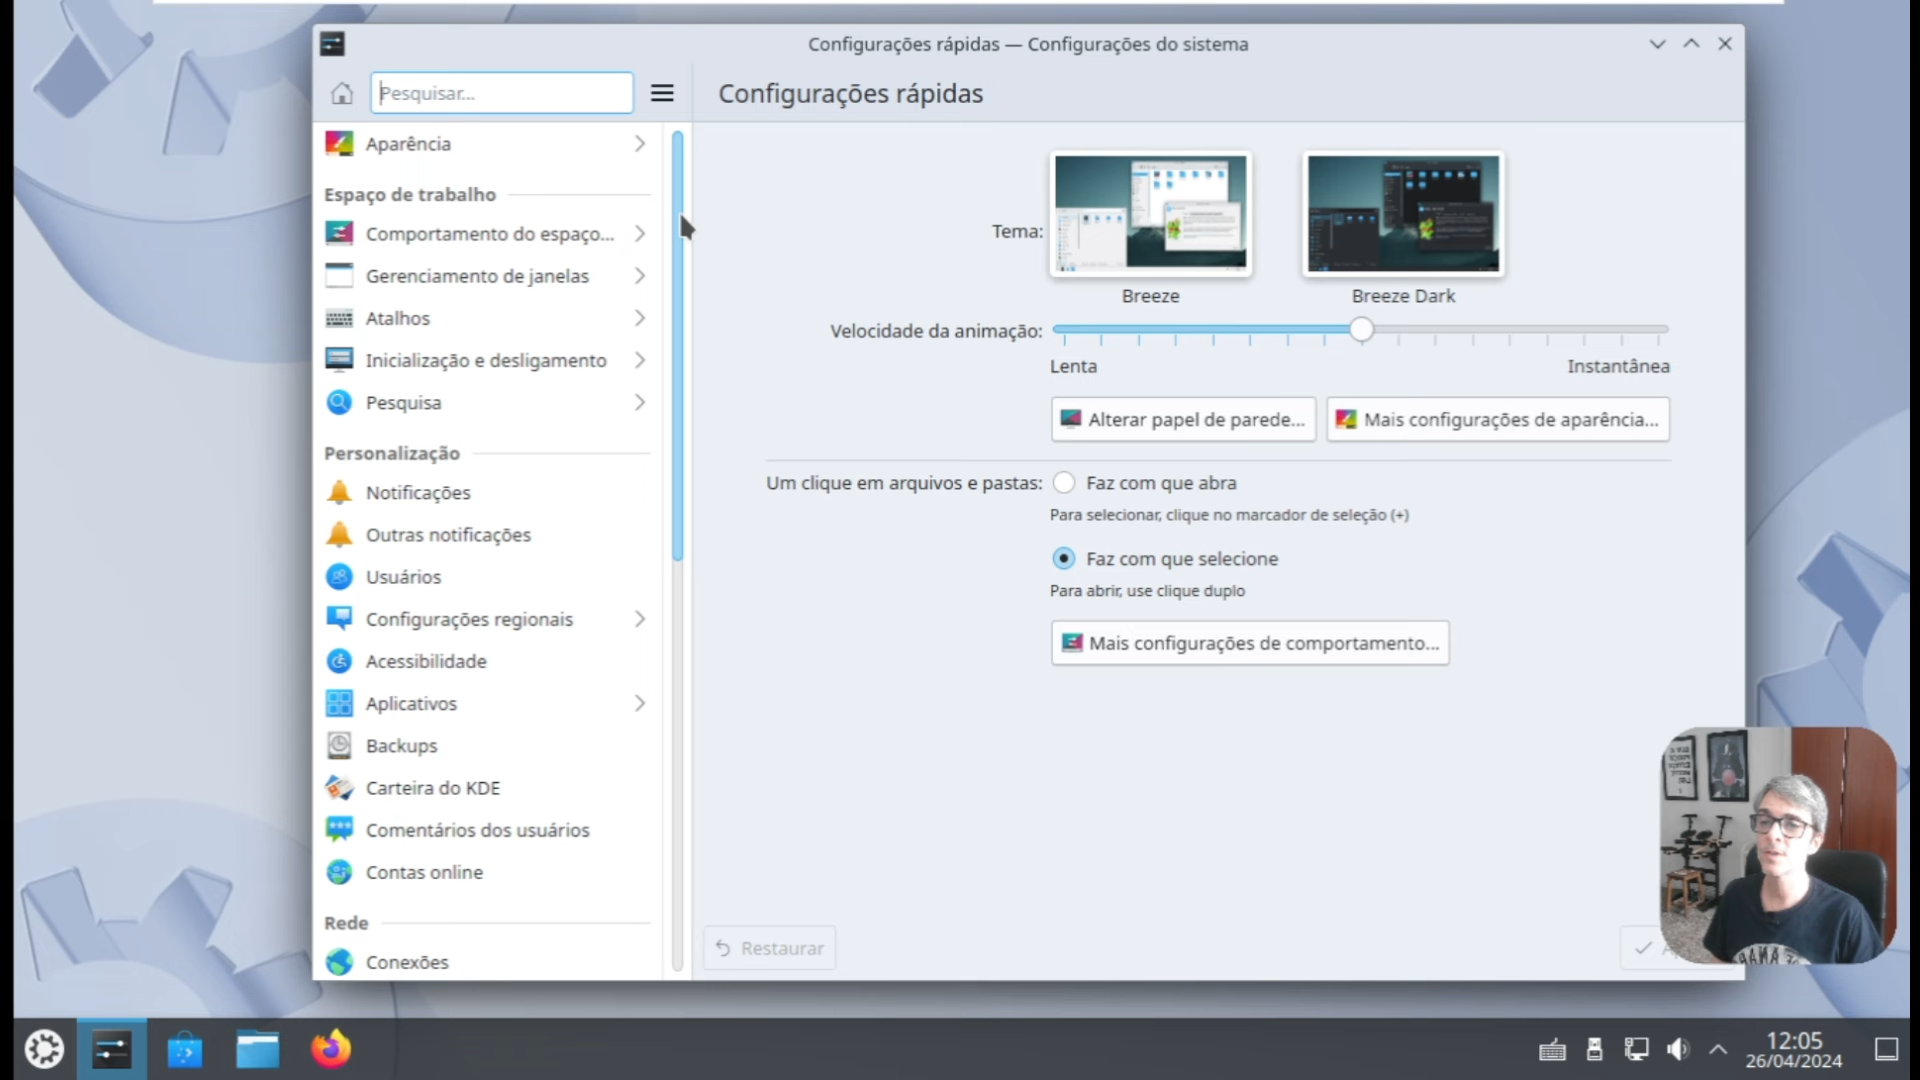 Configurações rápidas — Configurações do sistema
Pesquisar...
Configurações rápidas
Aparência
Espaço de trabalho
Comportamento do espaço...
Gerenciamento de janelas
Atalhos
Inicialização e desligamento
Pesquisa
Personalização
Notificações
Outras notificações
Usuários
Configurações regionais
Acessibilidade
Aplicativos
Backups
Carteira do KDE
Comentários dos usuários
Contas online
Rede
Conexões
Tema:
Breeze
Breeze Dark
Velocidade da animação:
Lenta
Instantânea
Alterar papel de parede...
Mais configurações de aparência...
Um clique em arquivos e pastas:
Faz com que abra
Para selecionar, clique no marcador de seleção (+)
Faz com que selecione
Para abrir, use clique duplo
Mais configurações de comportamento...
Restaurar
12:05
26/04/2024